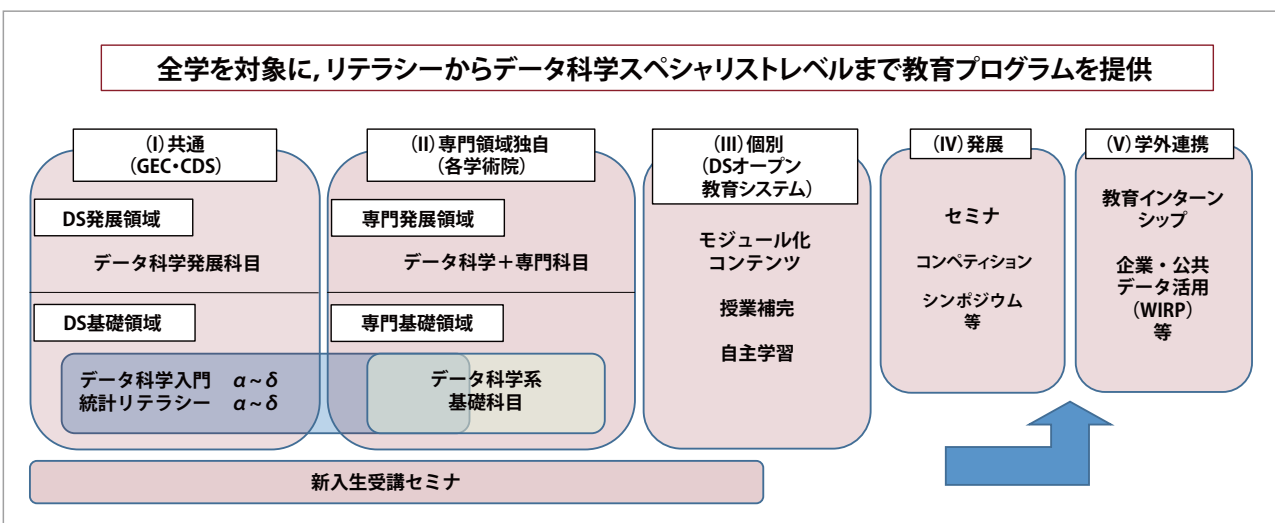 全学を対象に，リテラシーからデータ科学スペシャリストレベルまで教育プログラムを提供
(I)共通
(GEC・CDS)
DS発展領域
データ科学発展科目
DS基礎領域
データ科学入門　α~δ
統計リテラシー　α~δ
(II)専門領域独自
(各学術院)
専門発展領域
データ科学＋専門科目
専門基礎領域
データ科学系
基礎科目
(III)個別
(DSオープン
教育システム)
モジュール化
コンテンツ
授業補完
自主学習
(IV)発展
セミナ
コンペティション
シンポジウム
等
(V)学外連携
教育インターン
シップ
企業・公共
データ活用
(WIRP)
等
新入生受講セミナ